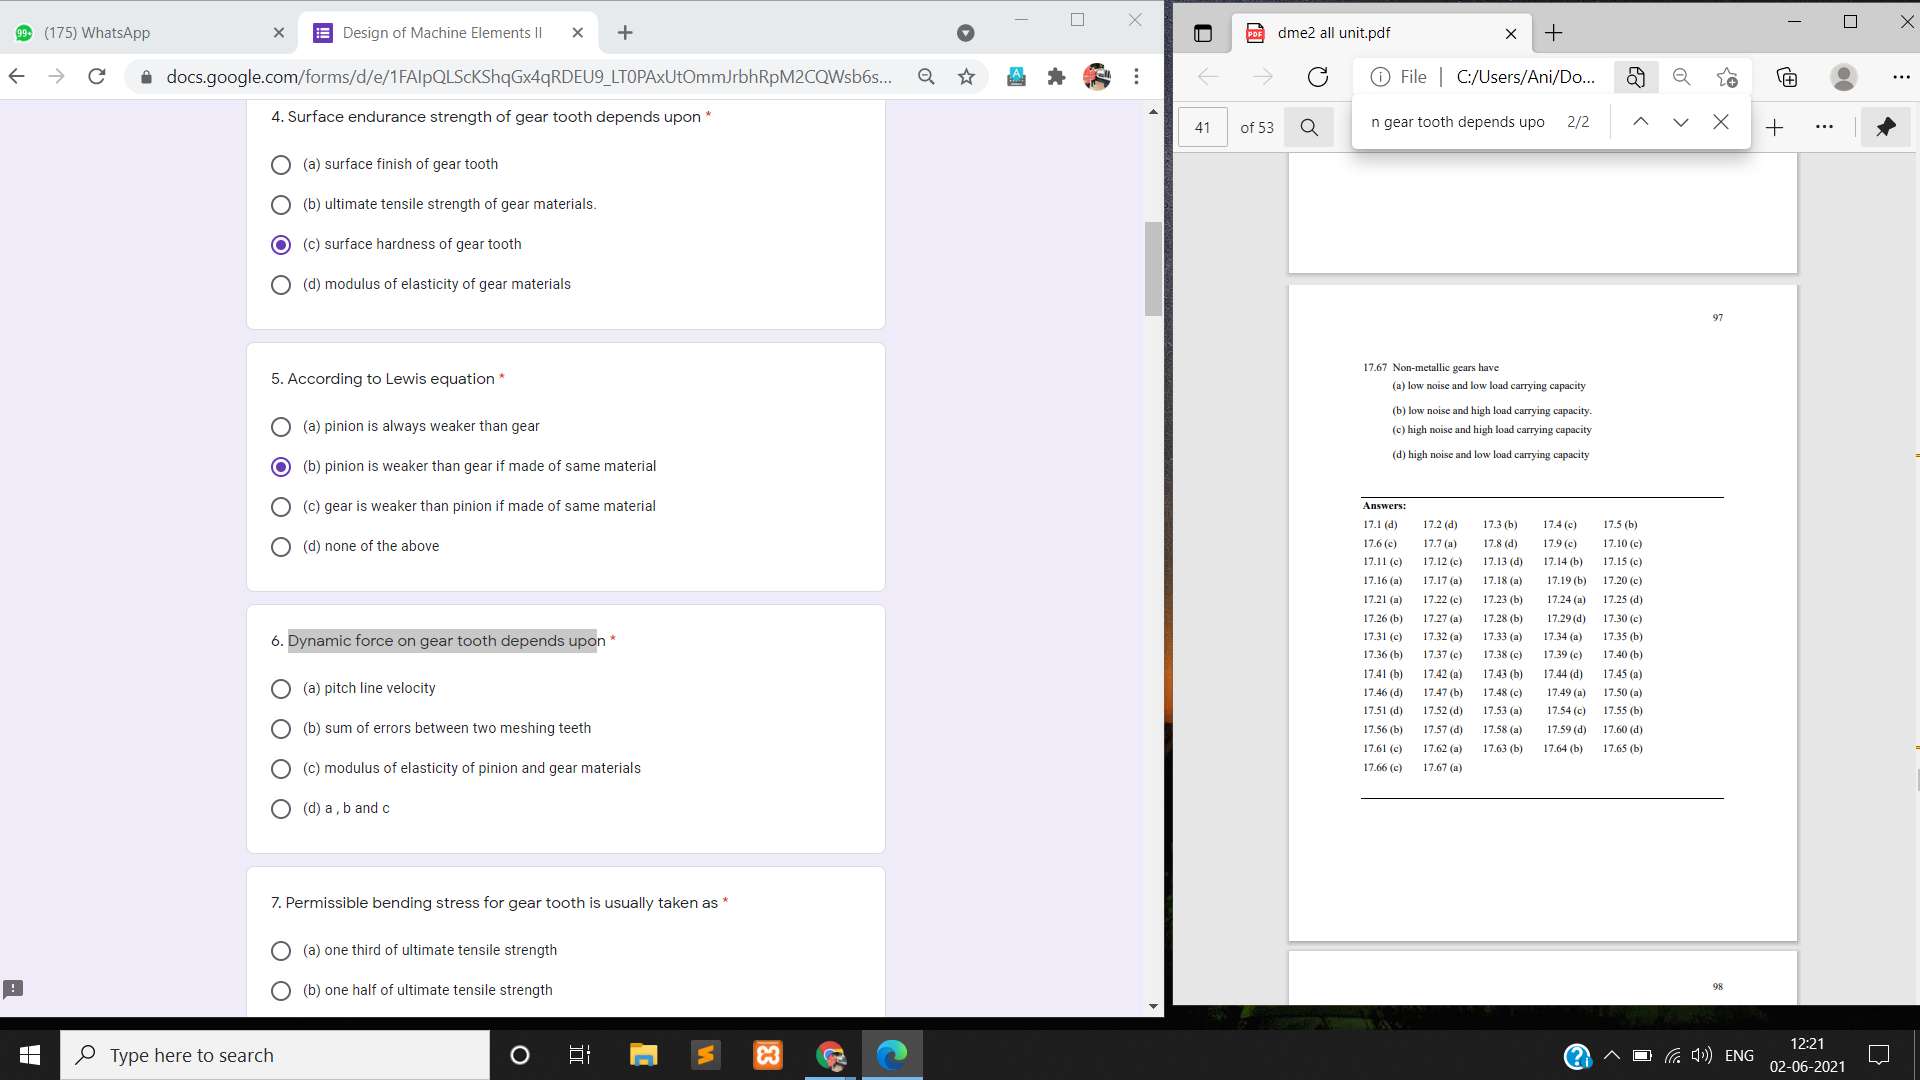 (175) WhatsApp
Design of Machine Elements II
docs.google.com/forms/d/e/1FAIpQLScKShqGx4qRDEU9_LT0PAxUtOmmJrbhRpM2CQWsb6s...
4. Surface endurance strength of gear tooth depends upon *
(a) surface finish of gear tooth
(b) ultimate tensile strength of gear materials.
(c) surface hardness of gear tooth
(d) modulus of elasticity of gear materials
5. According to Lewis equation *
(a) pinion is always weaker than gear
(b) pinion is weaker than gear if made of same material
(c) gear is weaker than pinion if made of same material
(d) none of the above
6. Dynamic force on gear tooth depends upon *
(a) pitch line velocity
(b) sum of errors between two meshing teeth
(c) modulus of elasticity of pinion and gear materials
(d) a , b and c
7. Permissible bending stress for gear tooth is usually taken as *
(a) one third of ultimate tensile strength
(b) one half of ultimate tensile strength
dme2 all unit.pdf
File C:/Users/Ani/Do...
41 of 53
n gear tooth depends upo 2/2
97
17.67 Non-metallic gears have
(a) low noise and low load carrying capacity
(b) low noise and high load carrying capacity.
(c) high noise and high load carrying capacity
(d) high noise and low load carrying capacity
Answers:
17.1 (d) 17.2 (d) 17.3 (b) 17.4 (c) 17.5 (b)
17.6 (c) 17.7 (a) 17.8 (d) 17.9 (c) 17.10 (c)
17.11 (c) 17.12 (c) 17.13 (d) 17.14 (b) 17.15 (c)
17.16 (a) 17.17 (a) 17.18 (a) 17.19 (b) 17.20 (c)
17.21 (a) 17.22 (c) 17.23 (b) 17.24 (a) 17.25 (d)
17.26 (b) 17.27 (a) 17.28 (b) 17.29 (d) 17.30 (c)
17.31 (c) 17.32 (a) 17.33 (a) 17.34 (a) 17.35 (b)
17.36 (b) 17.37 (c) 17.38 (c) 17.39 (c) 17.40 (b)
17.41 (b) 17.42 (a) 17.43 (b) 17.44 (d) 17.45 (a)
17.46 (d) 17.47 (b) 17.48 (c) 17.49 (a) 17.50 (a)
17.51 (d) 17.52 (d) 17.53 (a) 17.54 (c) 17.55 (b)
17.56 (b) 17.57 (d) 17.58 (a) 17.59 (d) 17.60 (d)
17.61 (c) 17.62 (a) 17.63 (b) 17.64 (b) 17.65 (b)
17.66 (c) 17.67 (a)
98
Type here to search
ENG
12:21
02-06-2021